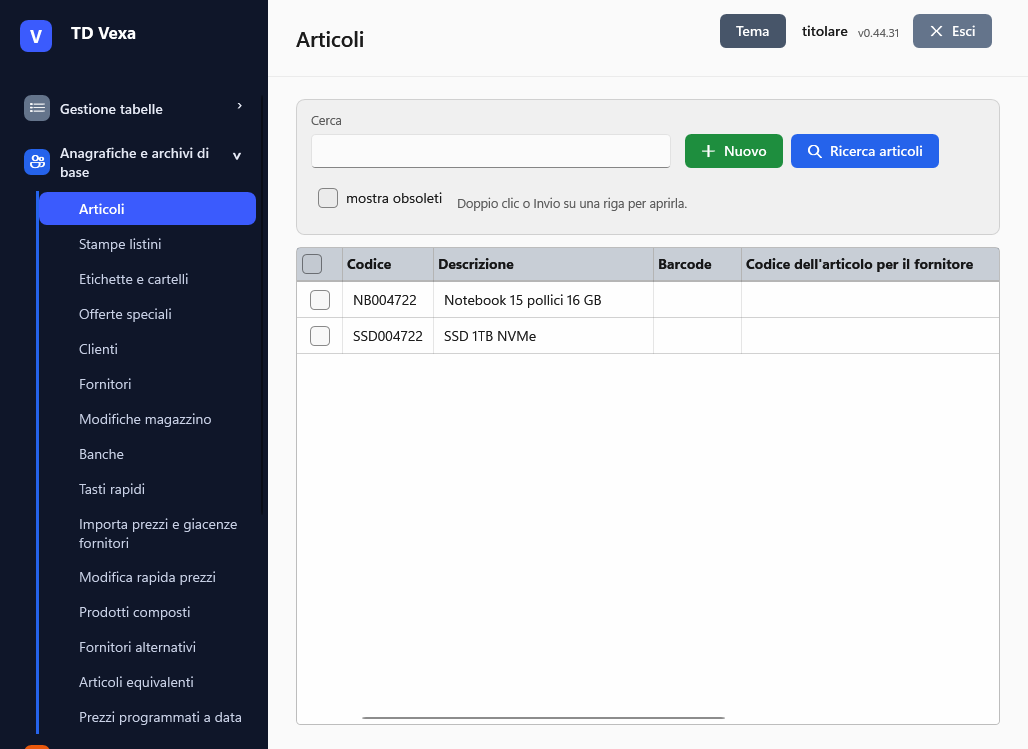 V
TD Vexa
Articoli
Tema
titolare
v0.44.31
Esci
Gestione tabelle
Anagrafiche e archivi di
base
Articoli
Stampe listini
Etichette e cartelli
Offerte speciali
Clienti
Fornitori
Modifiche magazzino
Banche
Tasti rapidi
Importa prezzi e giacenze
fornitori
Modifica rapida prezzi
Prodotti composti
Fornitori alternativi
Articoli equivalenti
Prezzi programmati a data
Cerca
Nuovo
Ricerca articoli
mostra obsoleti
Doppio clic o Invio su una riga per aprirla.
Codice Descrizione Barcode Codice dell'articolo per il fornitore
NB004722 Notebook 15 pollici 16 GB
SSD004722 SSD 1TB NVMe